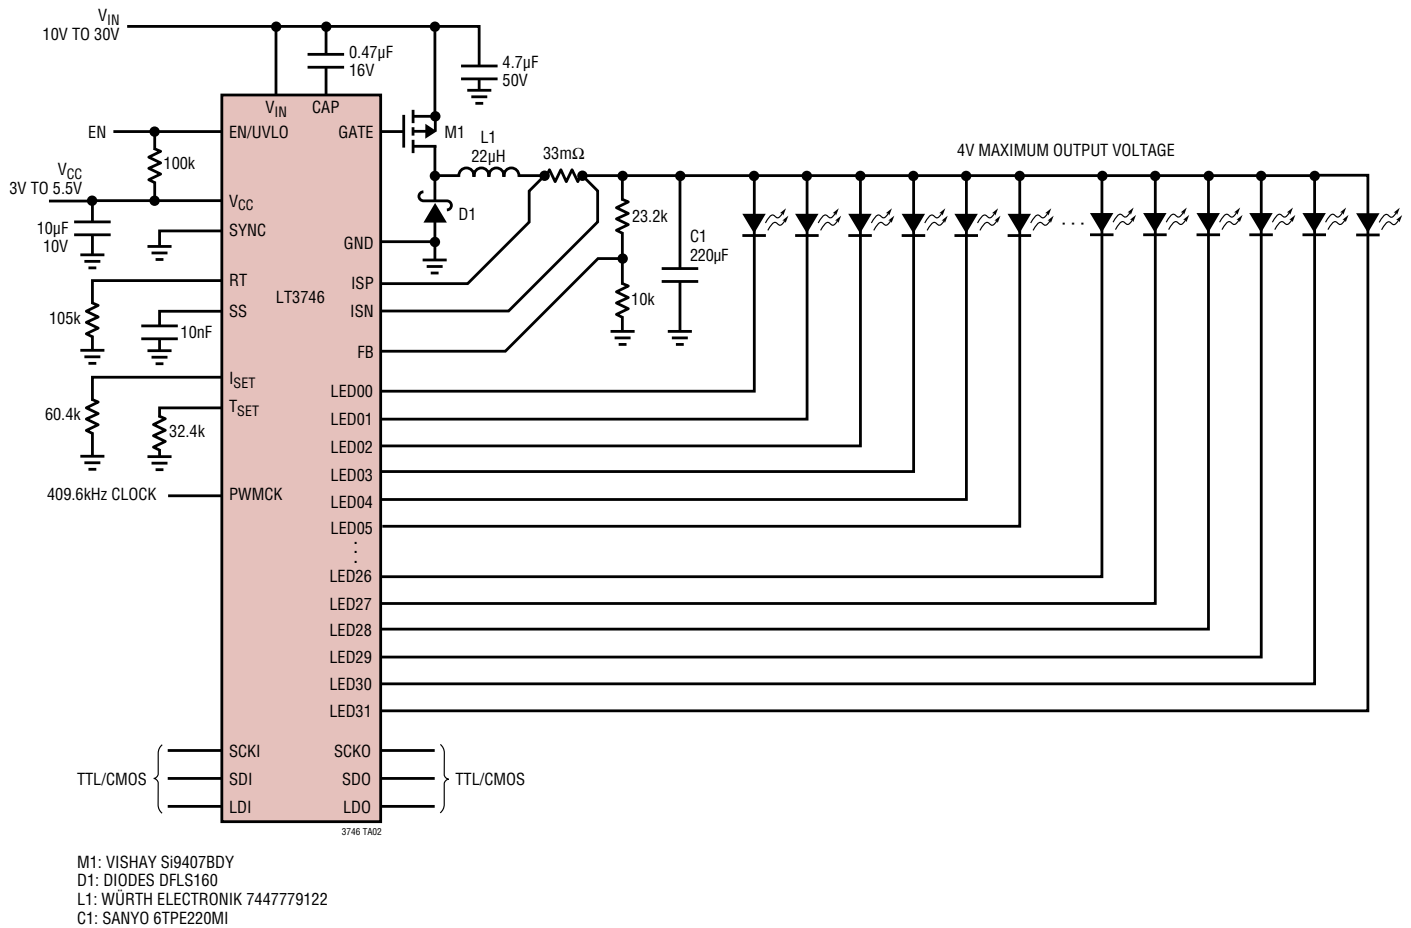 VIN
10V TO 30V
0.47µF
16V
4.7µF
50V
VIN
CAP
EN
EN/UVLO
GATE
M1
100k
L1
22µH
33mΩ
4V MAXIMUM OUTPUT VOLTAGE
VCC
3V TO 5.5V
VCC
10µF
10V
SYNC
D1
23.2k
GND
C1
220µF
. . .
RT
ISP
LT3746
10k
105k
SS
ISN
10nF
FB
ISET
LED00
60.4k
TSET
LED01
32.4k
LED02
LED03
409.6kHz CLOCK
PWMCK
LED04
LED05
. . .
LED26
LED27
LED28
LED29
LED30
LED31
SCKI
SCKO
TTL/CMOS
SDI
SDO
TTL/CMOS
LDI
LDO
3746 TA02
M1: VISHAY Si9407BDY
D1: DIODES DFLS160
L1: WÜRTH ELECTRONIK 7447779122
C1: SANYO 6TPE220MI